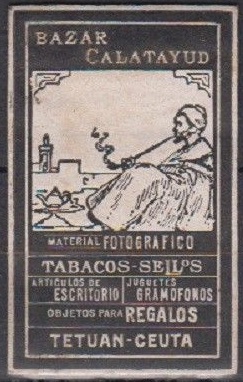 BAZAR
CALATAYUD
MATERIAL FOTOGRAFICO
TABACOS-SELLOS
ARTICULOS DE ESCRITORIO
JUGUETES GRAMOFONOS
OBJETOS PARA REGALOS
TETUAN-CEUTA